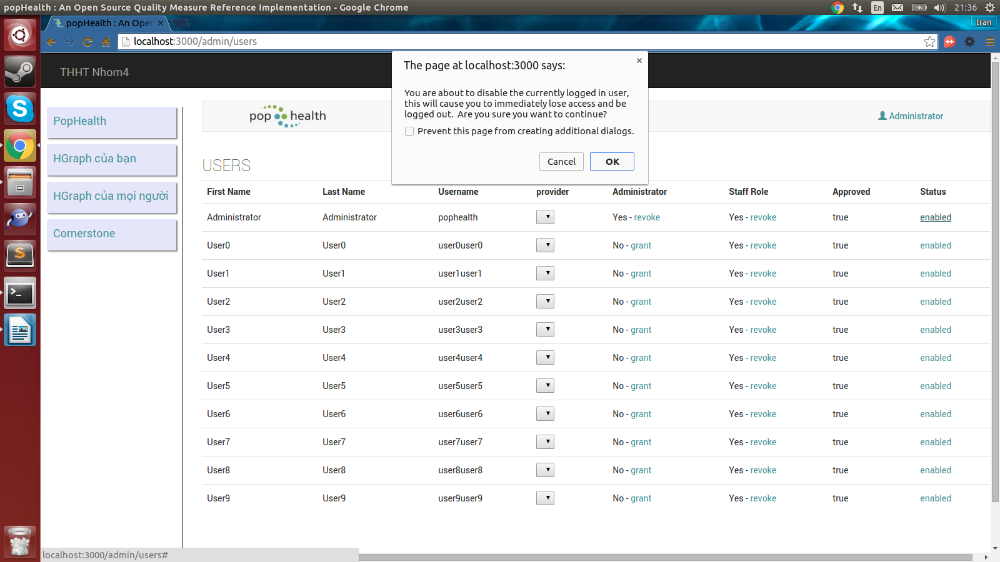 popHealth : An Open Source Quality Measure Reference Implementation - Google Chrome
En
21:36
popHealth : An Oper
tran
localhost:3000/admin/users
THHT Nhom4
The page at localhost:3000 says:
You are about to disable the currently logged in user,
this will cause you to immediately lose access and be
logged out. Are you sure you want to continue?
Prevent this page from creating additional dialogs.
Cancel
OK
PopHealth
HGraph của bạn
HGraph của mọi người
Cornerstone
pop health
Administrator
USERS
First Name Last Name Username provider Administrator Staff Role Approved Status
Administrator Administrator pophealth Yes - revoke Yes - revoke true enabled
User0 User0 user0user0 No - grant Yes - revoke true enabled
User1 User1 user1user1 No - grant Yes - revoke true enabled
User2 User2 user2user2 No - grant Yes - revoke true enabled
User3 User3 user3user3 No - grant Yes - revoke true enabled
User4 User4 user4user4 No - grant Yes - revoke true enabled
User5 User5 user5user5 No - grant Yes - revoke true enabled
User6 User6 user6user6 No - grant Yes - revoke true enabled
User7 User7 user7user7 No - grant Yes - revoke true enabled
User8 User8 user8user8 No - grant Yes - revoke true enabled
User9 User9 user9user9 No - grant Yes - revoke true enabled
localhost:3000/admin/users#